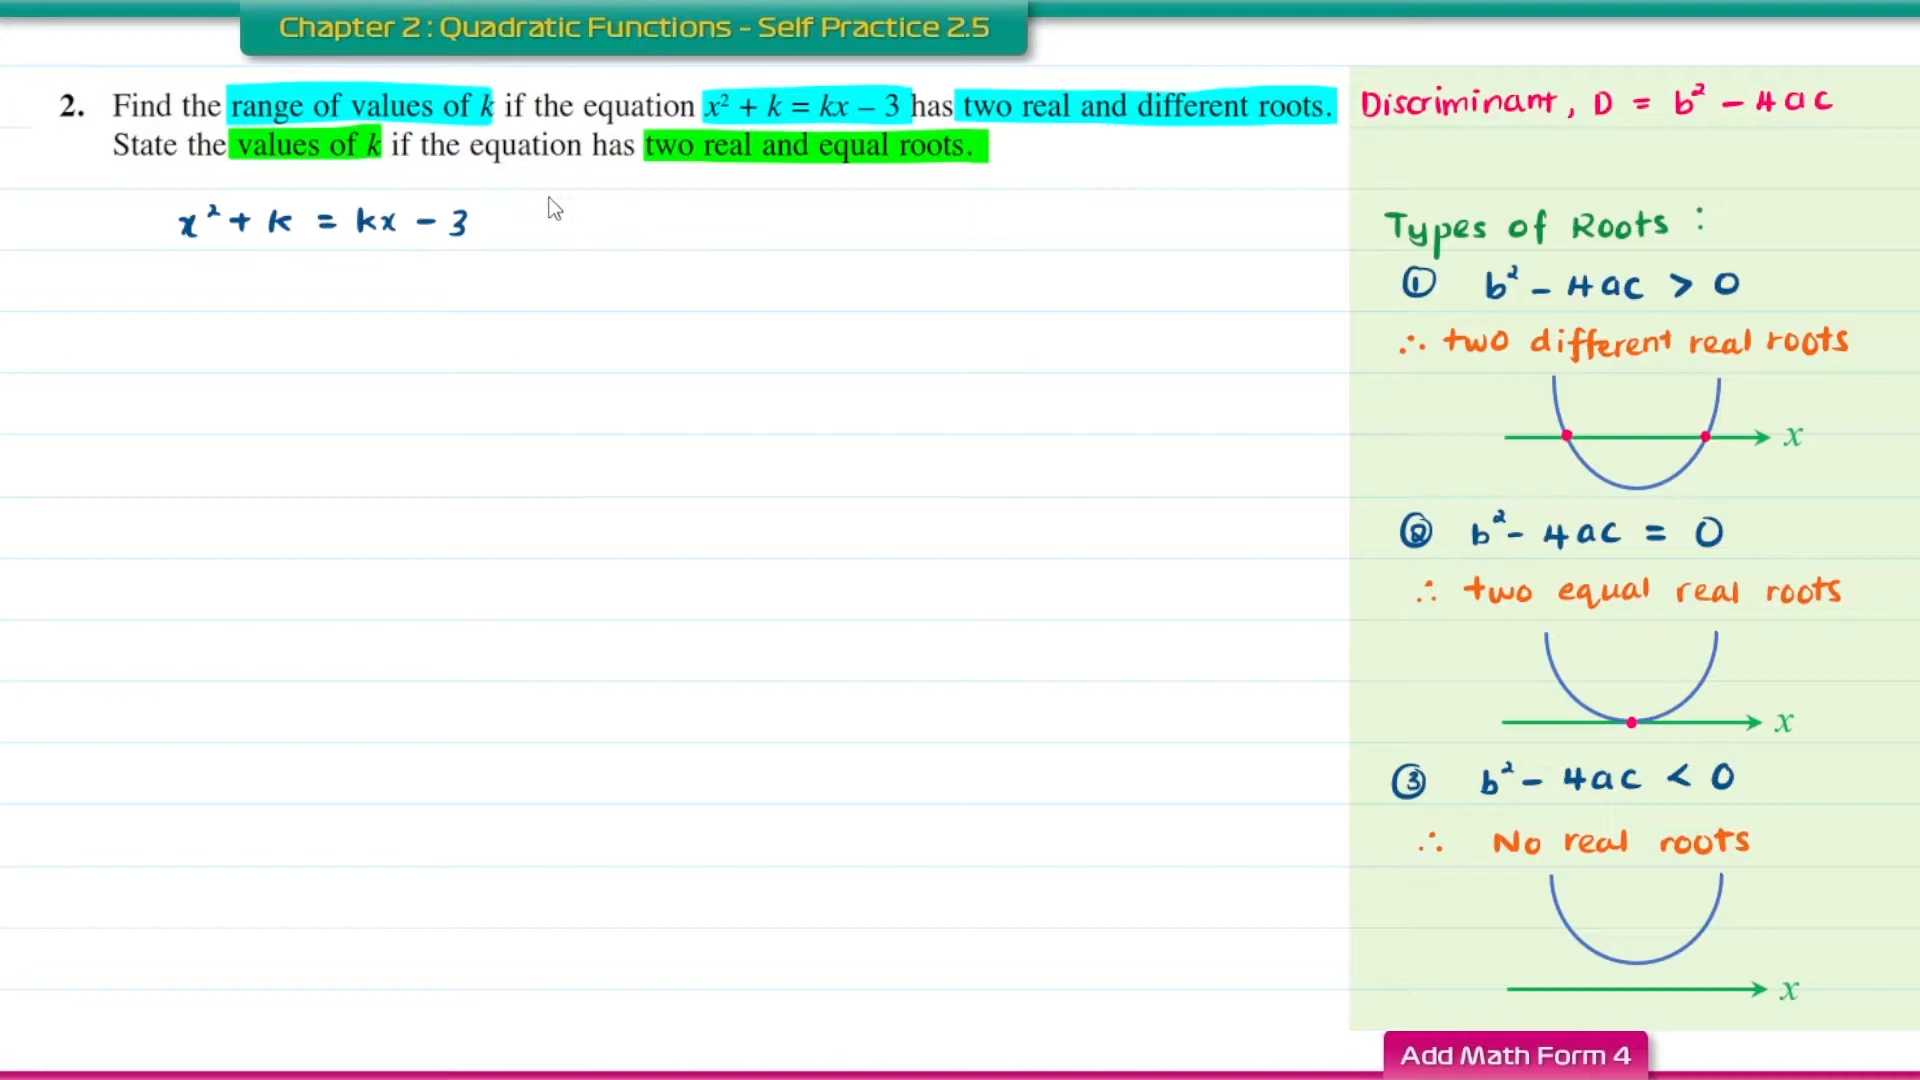 Chapter 2 : Quadratic Functions - Self Practice 2.5
2. Find the range of values of k if the equation x² + k = kx – 3 has two real and different roots.
State the values of k if the equation has two real and equal roots.
x² + k = kx - 3
Discriminant, D = b² - 4ac
Types of Roots :
① b² - 4ac > 0
∴ two different real roots
x
② b² - 4ac = 0
∴ two equal real roots
x
③ b² - 4ac < 0
∴ No real roots
x
Add Math Form 4